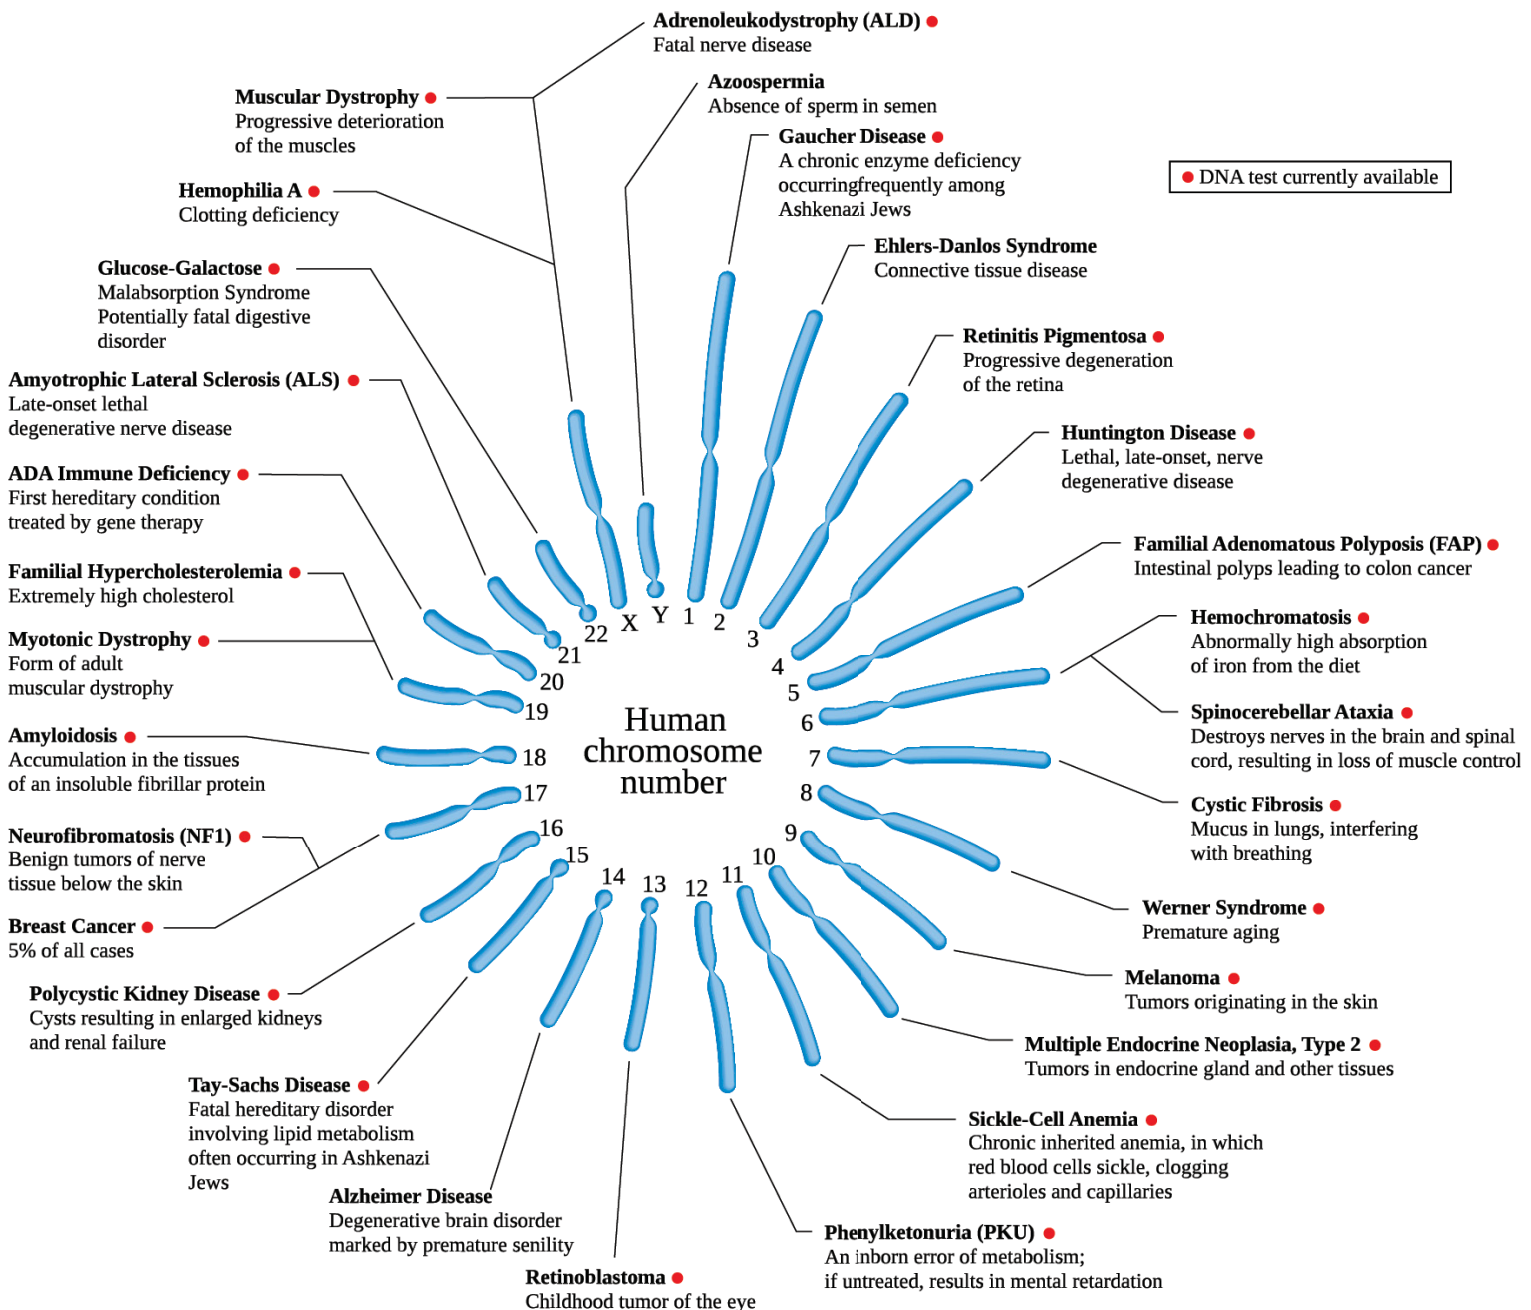 Adrenoleukodystrophy (ALD)
Fatal nerve disease
Azoospermia
Absence of sperm in semen
Gaucher Disease
A chronic enzyme deficiency
occurringfrequently among
Ashkenazi Jews
DNA test currently available
Ehlers-Danlos Syndrome
Connective tissue disease
Retinitis Pigmentosa
Progressive degeneration
of the retina
Huntington Disease
Lethal, late-onset, nerve
degenerative disease
Familial Adenomatous Polyposis (FAP)
Intestinal polyps leading to colon cancer
Hemochromatosis
Abnormally high absorption
of iron from the diet
Spinocerebellar Ataxia
Destroys nerves in the brain and spinal
cord, resulting in loss of muscle control
Cystic Fibrosis
Mucus in lungs, interfering
with breathing
Werner Syndrome
Premature aging
Melanoma
Tumors originating in the skin
Multiple Endocrine Neoplasia, Type 2
Tumors in endocrine gland and other tissues
Sickle-Cell Anemia
Chronic inherited anemia, in which
red blood cells sickle, clogging
arterioles and capillaries
Phenylketonuria (PKU)
An inborn error of metabolism;
if untreated, results in mental retardation
Retinoblastoma
Childhood tumor of the eye
Alzheimer Disease
Degenerative brain disorder
marked by premature senility
Tay-Sachs Disease
Fatal hereditary disorder
involving lipid metabolism
often occurring in Ashkenazi
Jews
Polycystic Kidney Disease
Cysts resulting in enlarged kidneys
and renal failure
Breast Cancer
5% of all cases
Neurofibromatosis (NF1)
Benign tumors of nerve
tissue below the skin
Amyloidosis
Accumulation in the tissues
of an insoluble fibrillar protein
Myotonic Dystrophy
Form of adult
muscular dystrophy
Familial Hypercholesterolemia
Extremely high cholesterol
ADA Immune Deficiency
First hereditary condition
treated by gene therapy
Amyotrophic Lateral Sclerosis (ALS)
Late-onset lethal
degenerative nerve disease
Glucose-Galactose
Malabsorption Syndrome
Potentially fatal digestive
disorder
Hemophilia A
Clotting deficiency
Muscular Dystrophy
Progressive deterioration
of the muscles
1
2
3
4
5
6
7
8
9
10
11
12
13
14
15
16
17
18
19
20
21
22
X
Y
Human
chromosome
number